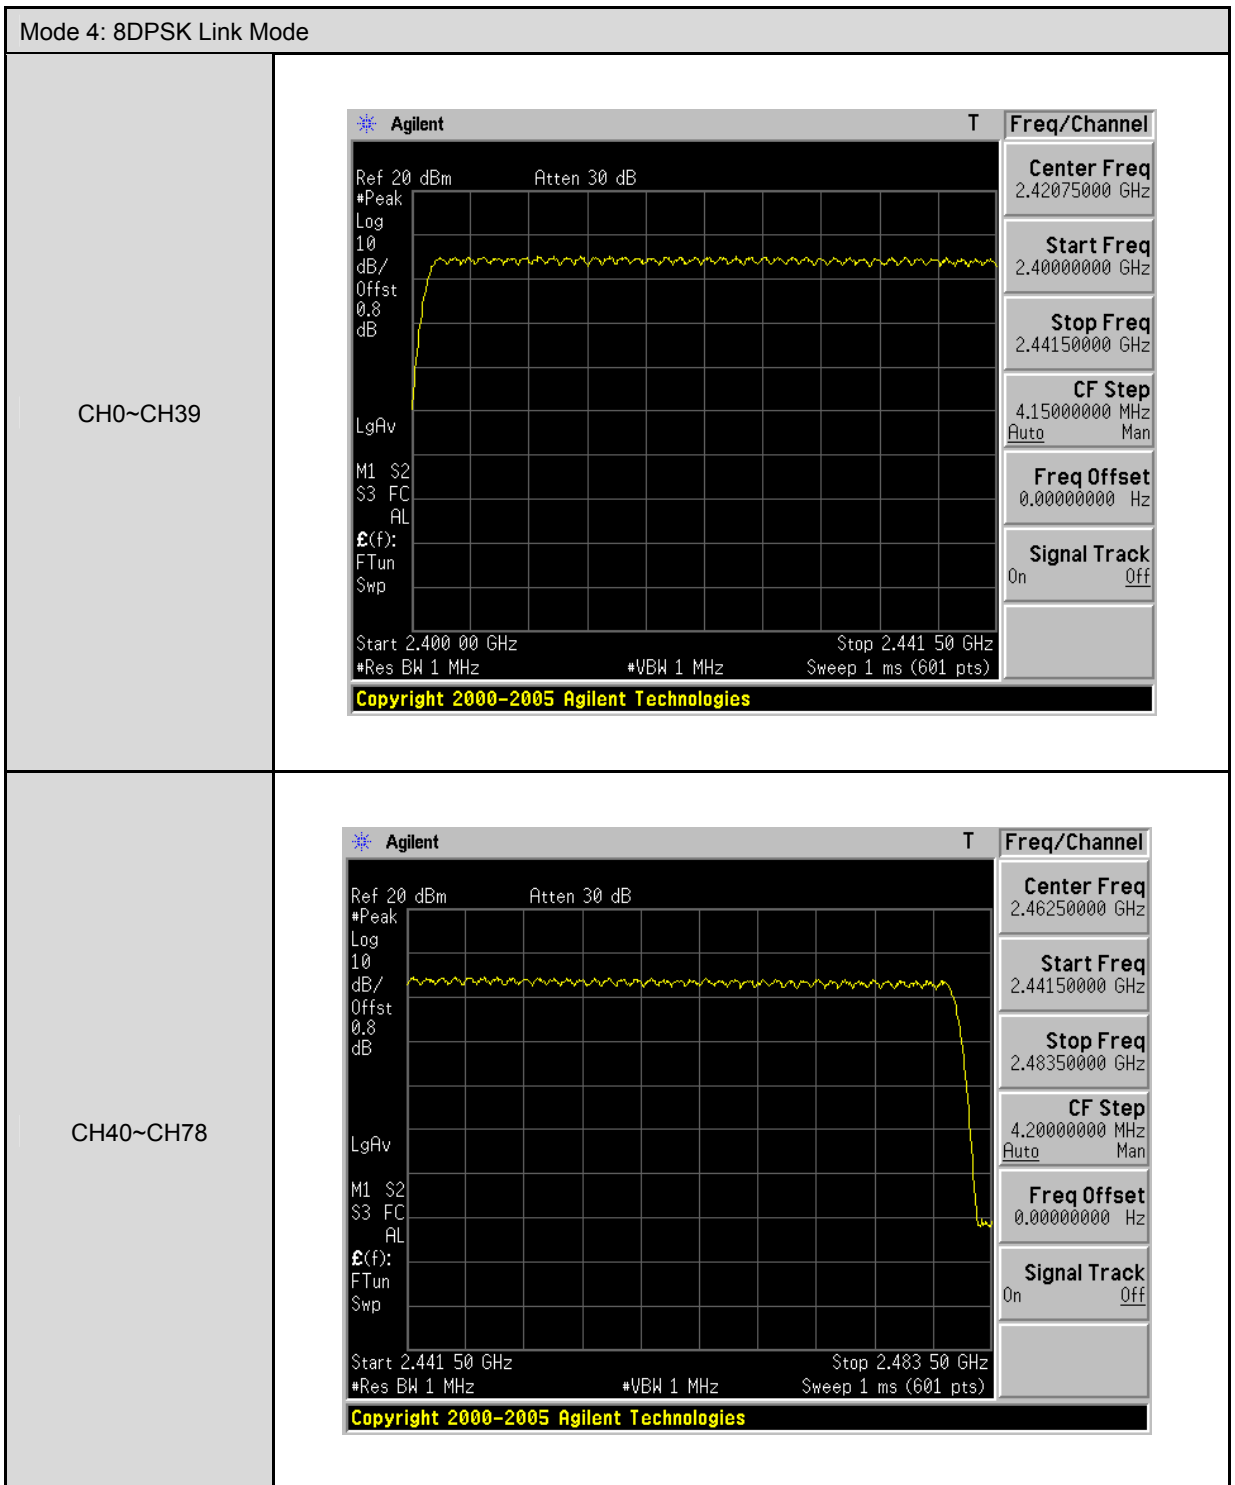 Mode 4: 8DPSK Link Mode
CH0~CH39
Agilent T Freq/Channel
Ref 20 dBm Atten 30 dB
#Peak
Log
10
dB/
Offst
0.8
dB
LgAv
M1 S2
S3 FC
AL
£(f):
FTun
Swp
Start 2.400 00 GHz Stop 2.441 50 GHz
#Res BW 1 MHz #VBW 1 MHz Sweep 1 ms (601 pts)
Center Freq
2.42075000 GHz
Start Freq
2.40000000 GHz
Stop Freq
2.44150000 GHz
CF Step
4.15000000 MHz
Auto Man
Freq Offset
0.00000000 Hz
Signal Track
On Off
Copyright 2000-2005 Agilent Technologies
CH40~CH78
Agilent T Freq/Channel
Ref 20 dBm Atten 30 dB
#Peak
Log
10
dB/
Offst
0.8
dB
LgAv
M1 S2
S3 FC
AL
£(f):
FTun
Swp
Start 2.441 50 GHz Stop 2.483 50 GHz
#Res BW 1 MHz #VBW 1 MHz Sweep 1 ms (601 pts)
Center Freq
2.46250000 GHz
Start Freq
2.44150000 GHz
Stop Freq
2.48350000 GHz
CF Step
4.20000000 MHz
Auto Man
Freq Offset
0.00000000 Hz
Signal Track
On Off
Copyright 2000-2005 Agilent Technologies